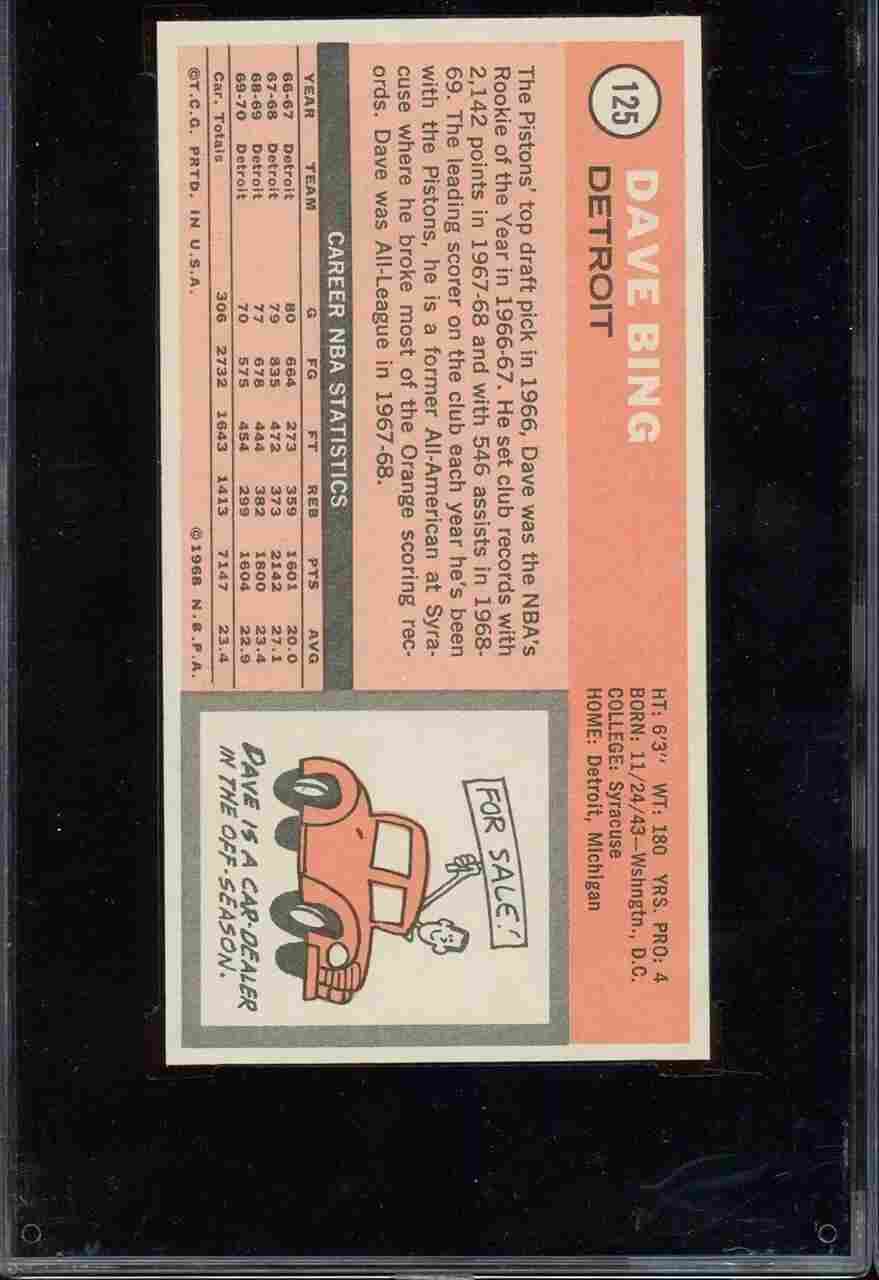 125
DAVE BING
DETROIT
HT: 6'3" WT: 180 YRS. PRO: 4
BORN: 11/24/43—Wshngtn., D.C.
COLLEGE: Syracuse
HOME: Detroit, Michigan
The Pistons' top draft pick in 1966, Dave was the NBA's
Rookie of the Year in 1966-67. He set club records with
2,142 points in 1967-68 and with 546 assists in 1968-
69. The leading scorer on the club each year he's been
with the Pistons, he is a former All-American at Syra-
cuse where he broke most of the Orange scoring rec-
ords. Dave was All-League in 1967-68.
CAREER NBA STATISTICS
YEAR TEAM G FG FT REB PTS AVG
66-67 Detroit 80 664 273 359 1601 20.0
67-68 Detroit 79 835 472 373 2142 27.1
68-69 Detroit 77 678 444 382 1800 23.4
69-70 Detroit 70 575 454 299 1604 22.9
Car. Totals 306 2732 1643 1413 7147 23.4
©T.C.G. PRTD. IN U.S.A. ©1968 N.B.P.A.
FOR SALE!
DAVE IS A CAR-DEALER
IN THE OFF-SEASON.